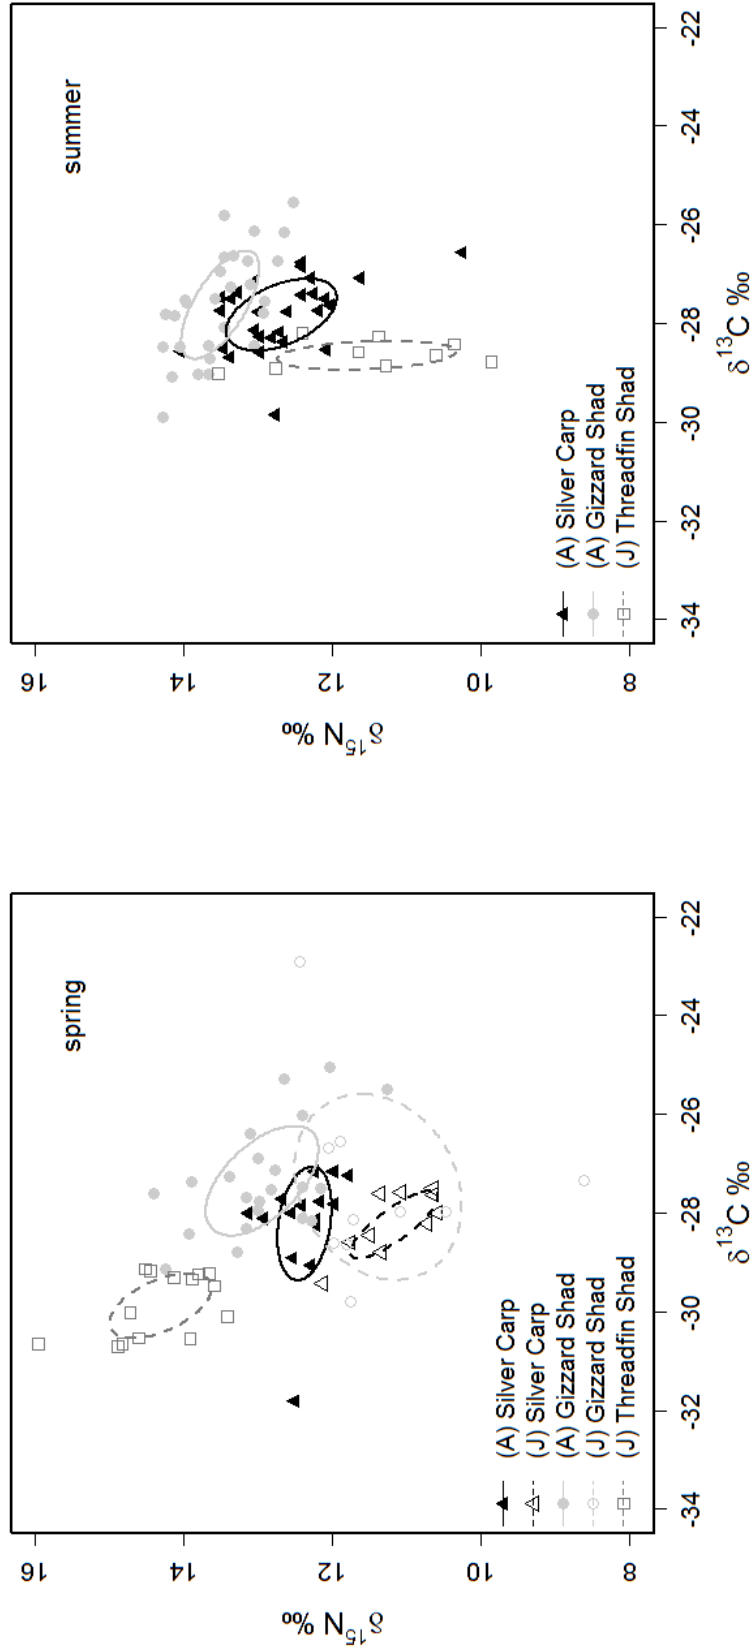 spring
16
14
12
10
8
δ¹⁵N ‰
-34
-32
-30
-28
-26
-24
-22
δ¹³C ‰
(A) Silver Carp
(J) Silver Carp
(A) Gizzard Shad
(J) Gizzard Shad
(J) Threadfin Shad
summer
16
14
12
10
8
δ¹⁵N ‰
-34
-32
-30
-28
-26
-24
-22
δ¹³C ‰
(A) Silver Carp
(A) Gizzard Shad
(J) Threadfin Shad